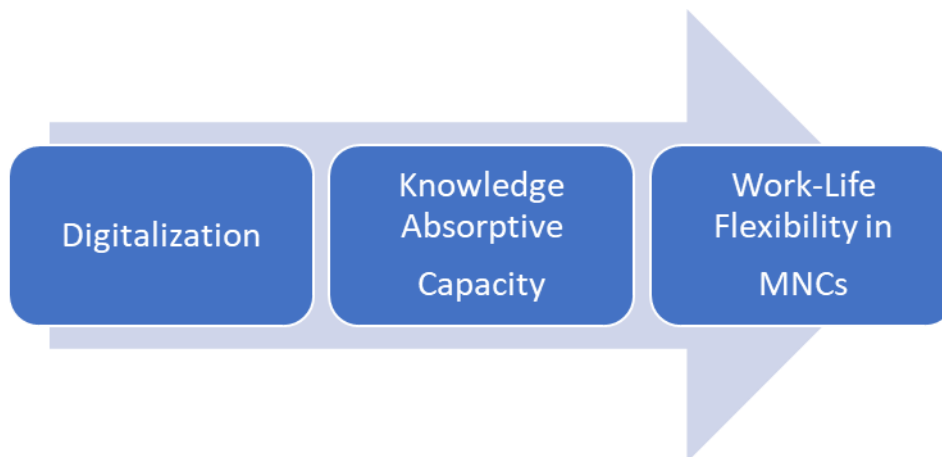 Digitalization
Knowledge
Absorptive
Capacity
Work-Life
Flexibility in
MNCs